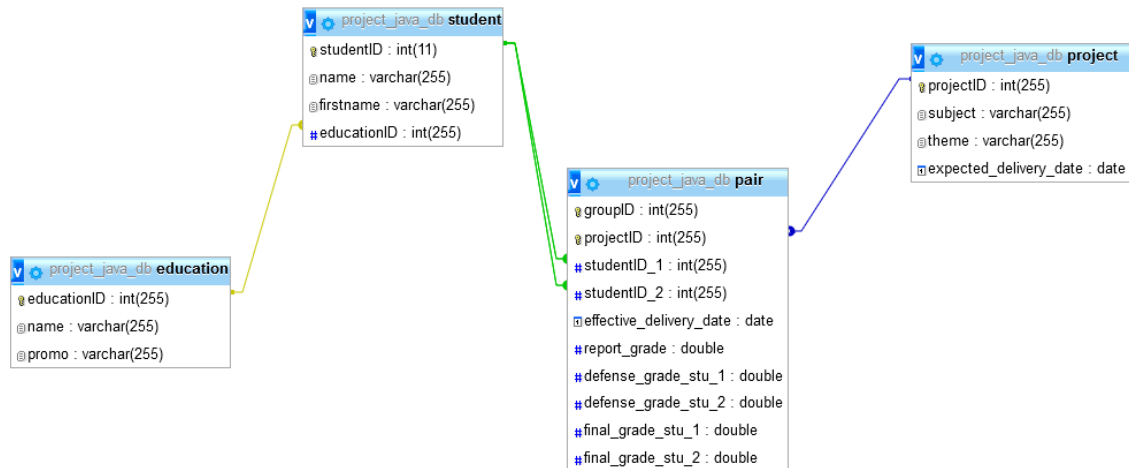 project_java_db student
studentID : int(11)
name : varchar(255)
firstname : varchar(255)
educationID : int(255)
project_java_db project
projectID : int(255)
subject : varchar(255)
theme : varchar(255)
expected_delivery_date : date
project_java_db pair
groupID : int(255)
projectID : int(255)
studentID_1 : int(255)
studentID_2 : int(255)
effective_delivery_date : date
report_grade : double
defense_grade_stu_1 : double
defense_grade_stu_2 : double
final_grade_stu_1 : double
final_grade_stu_2 : double
project_java_db education
educationID : int(255)
name : varchar(255)
promo : varchar(255)